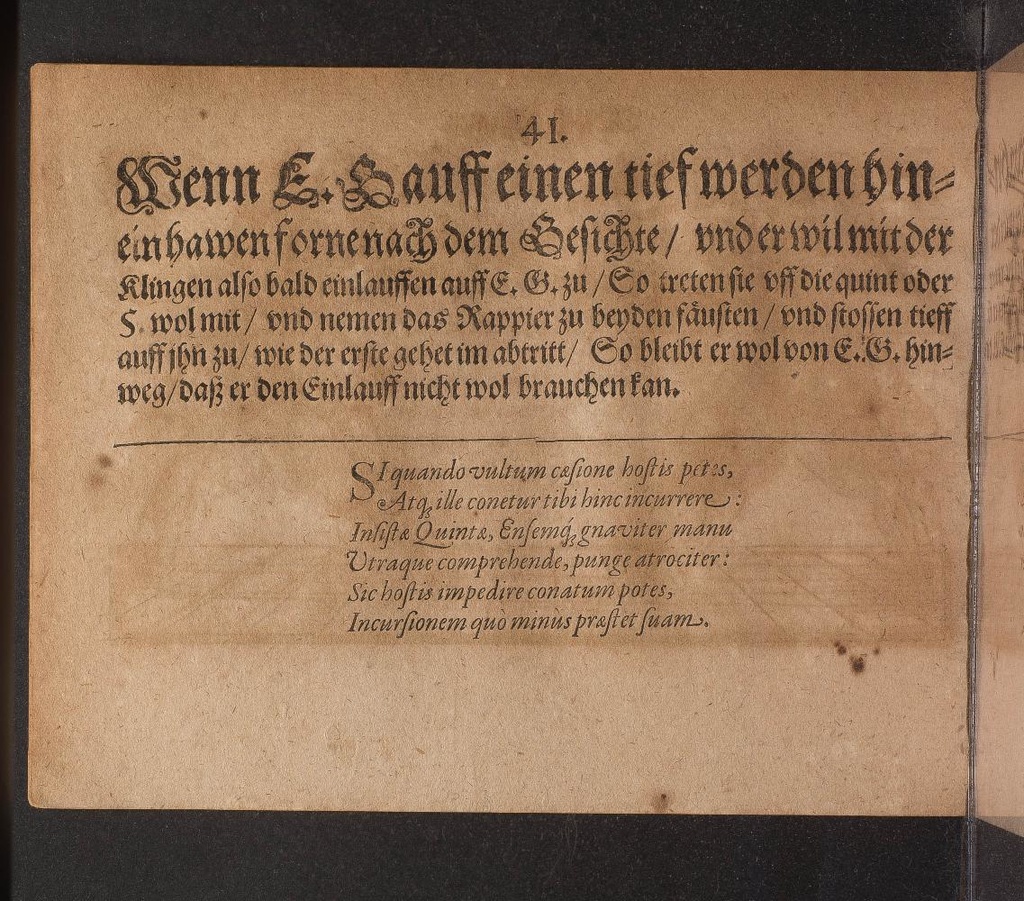 41.
Wenn E. G auff einen tief werden hin⸗
ein hawen forne nach dem Gesichte / vnd er wil mit der
Klingen also bald einlauffen auff E. G. zu / So treten sie vff die quint oder
5. wol mit / vnd nemen das Rappier zu beyden fäusten / vnd stossen tieff
auff jhn zu / wie der erste gehet im abtritt / So bleibt er wol von E. G. hin⸗
weg / daß er den Einlauff nicht wol brauchen kan.
SI quando vultum cæsione hostis petes,
Atq; ille conetur tibi hinc incurrere :
Insistæ Quintæ, Ensemq́; gnaviter manu
Utraque comprehende, punge atrociter :
Sic hostis impedire conatum potes,
Incursionem quò minùs præstet suam.